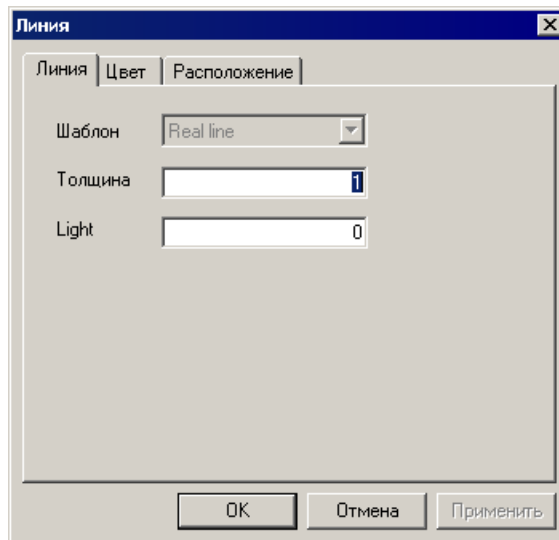 Линия
Линия Цвет Расположение
Шаблон Real line
Толщина 1
Light 0
OK Отмена Применить